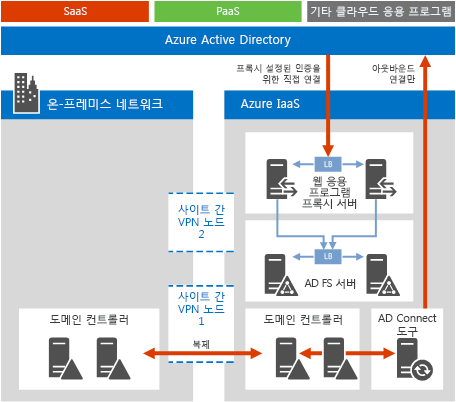 SaaS
PaaS
기타 클라우드 응용 프로그램
Azure Active Directory
프록시 설정된 인증을
위한 직접 연결
아웃바운드
연결만
온-프레미스 네트워크
Azure IaaS
LB
웹 응용
프로그램
프록시 서버
사이트 간
VPN 노드
2
LB
AD FS 서버
사이트 간
VPN 노드
1
도메인 컨트롤러
도메인 컨트롤러
AD Connect
도구
복제